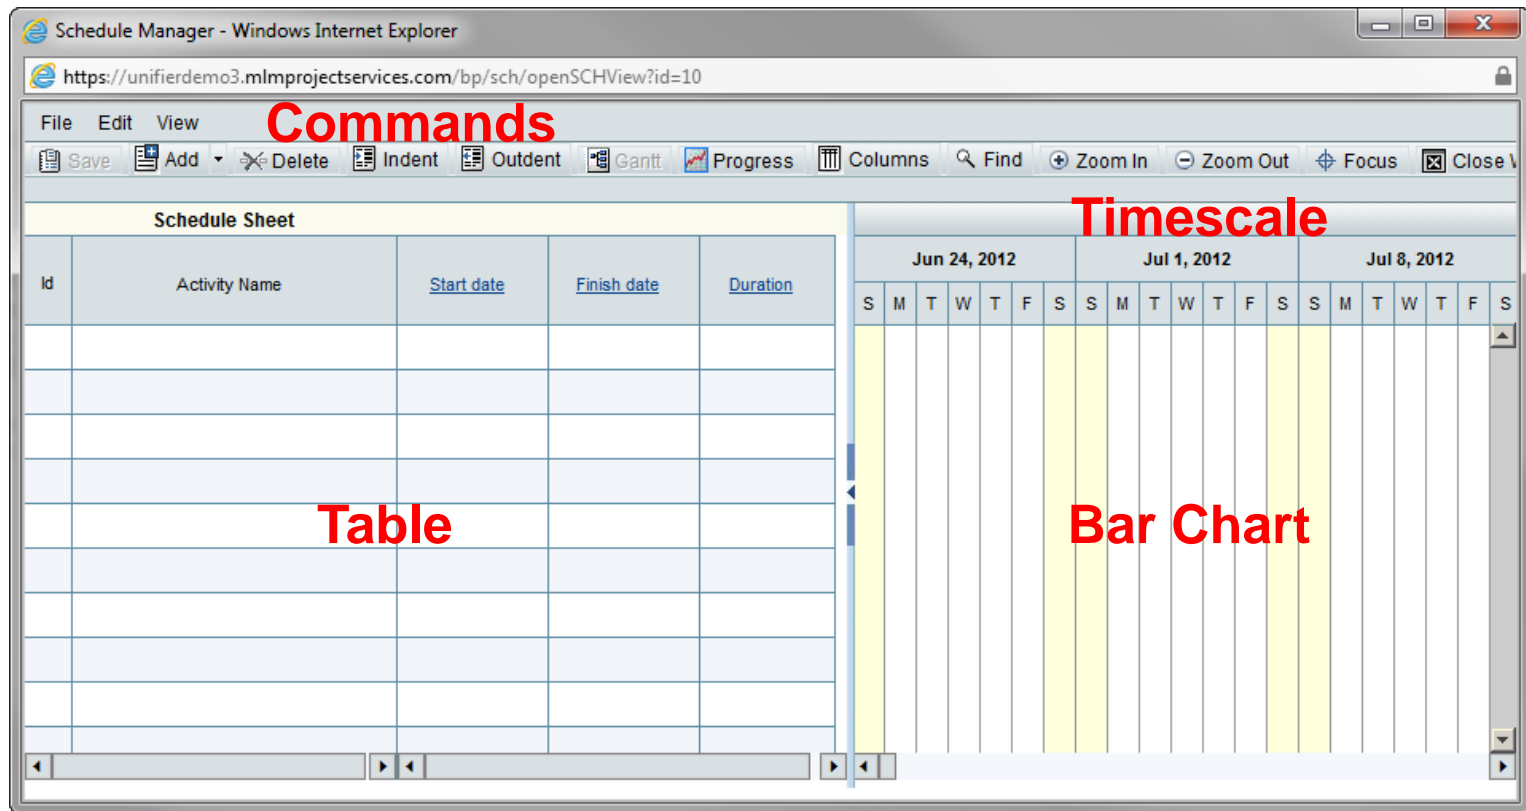 Schedule Manager - Windows Internet Explorer
https://unifierdemo3.mlmprojectservices.com/bp/sch/openSCHView?id=10
File Edit View
Commands
Save Add Delete Indent Outdent Gantt Progress Columns Find Zoom In Zoom Out Focus Close
Schedule Sheet
Timescale
Jun 24, 2012 Jul 1, 2012 Jul 8, 2012
Id Activity Name Start date Finish date Duration
S M T W T F S S M T W T F S S M T W T F S
Table Bar Chart